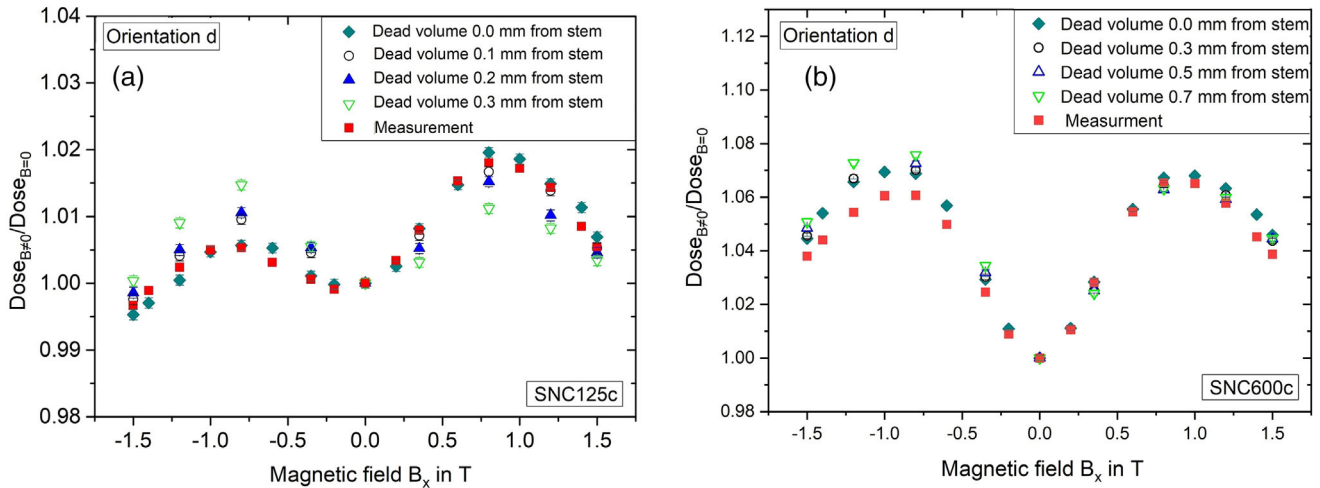 Orientation d
(a)
Dead volume 0.0 mm from stem
Dead volume 0.1 mm from stem
Dead volume 0.2 mm from stem
Dead volume 0.3 mm from stem
Measurement
1.04
1.03
1.02
1.01
1.00
0.99
0.98
Dose_B≠0/Dose_B=0
SNC125c
-1.5 -1.0 -0.5 0.0 0.5 1.0 1.5
Magnetic field B_x in T
Orientation d
(b)
Dead volume 0.0 mm from stem
Dead volume 0.3 mm from stem
Dead volume 0.5 mm from stem
Dead volume 0.7 mm from stem
Measurment
1.12
1.10
1.08
1.06
1.04
1.02
1.00
0.98
Dose_B≠0/Dose_B=0
SNC600c
-1.5 -1.0 -0.5 0.0 0.5 1.0 1.5
Magnetic field B_x in T